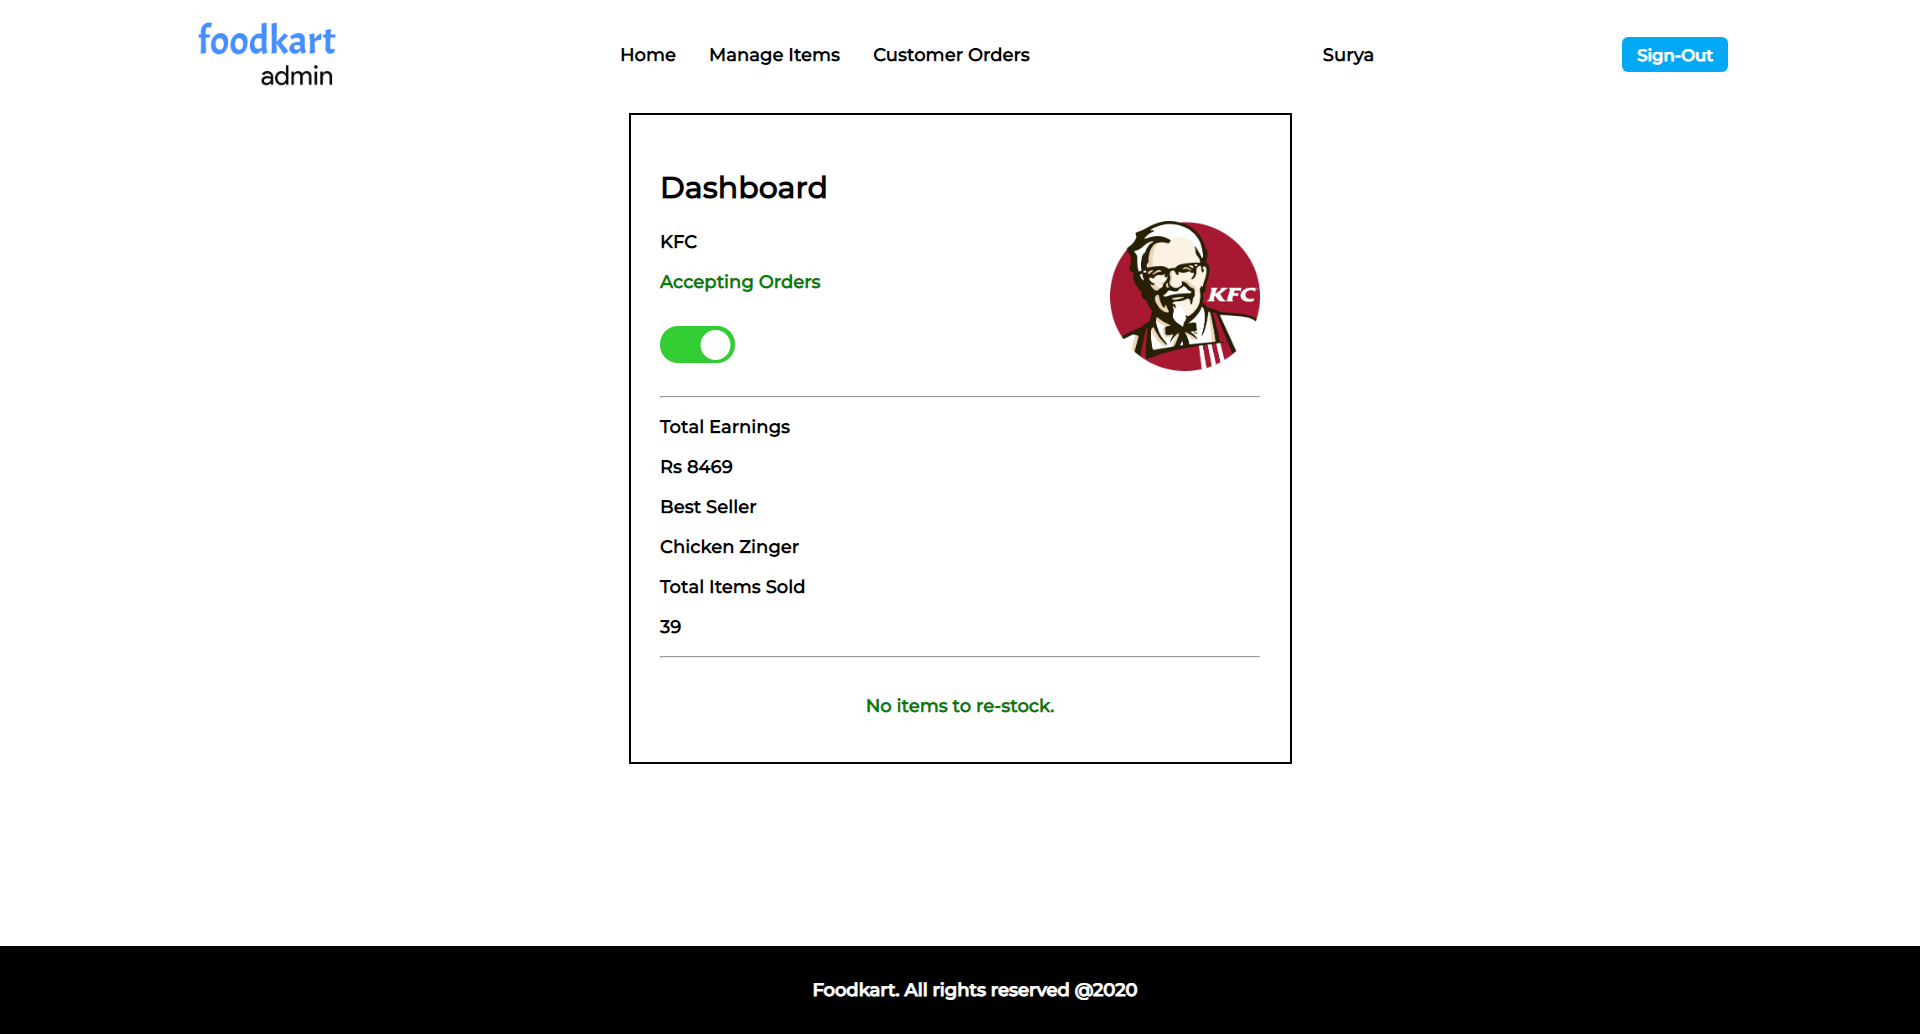 foodkart
admin
Home Manage Items Customer Orders Surya Sign-Out
Dashboard
KFC
Accepting Orders
KFC
Total Earnings
Rs 8469
Best Seller
Chicken Zinger
Total Items Sold
39
No items to re-stock.
Foodkart. All rights reserved @2020